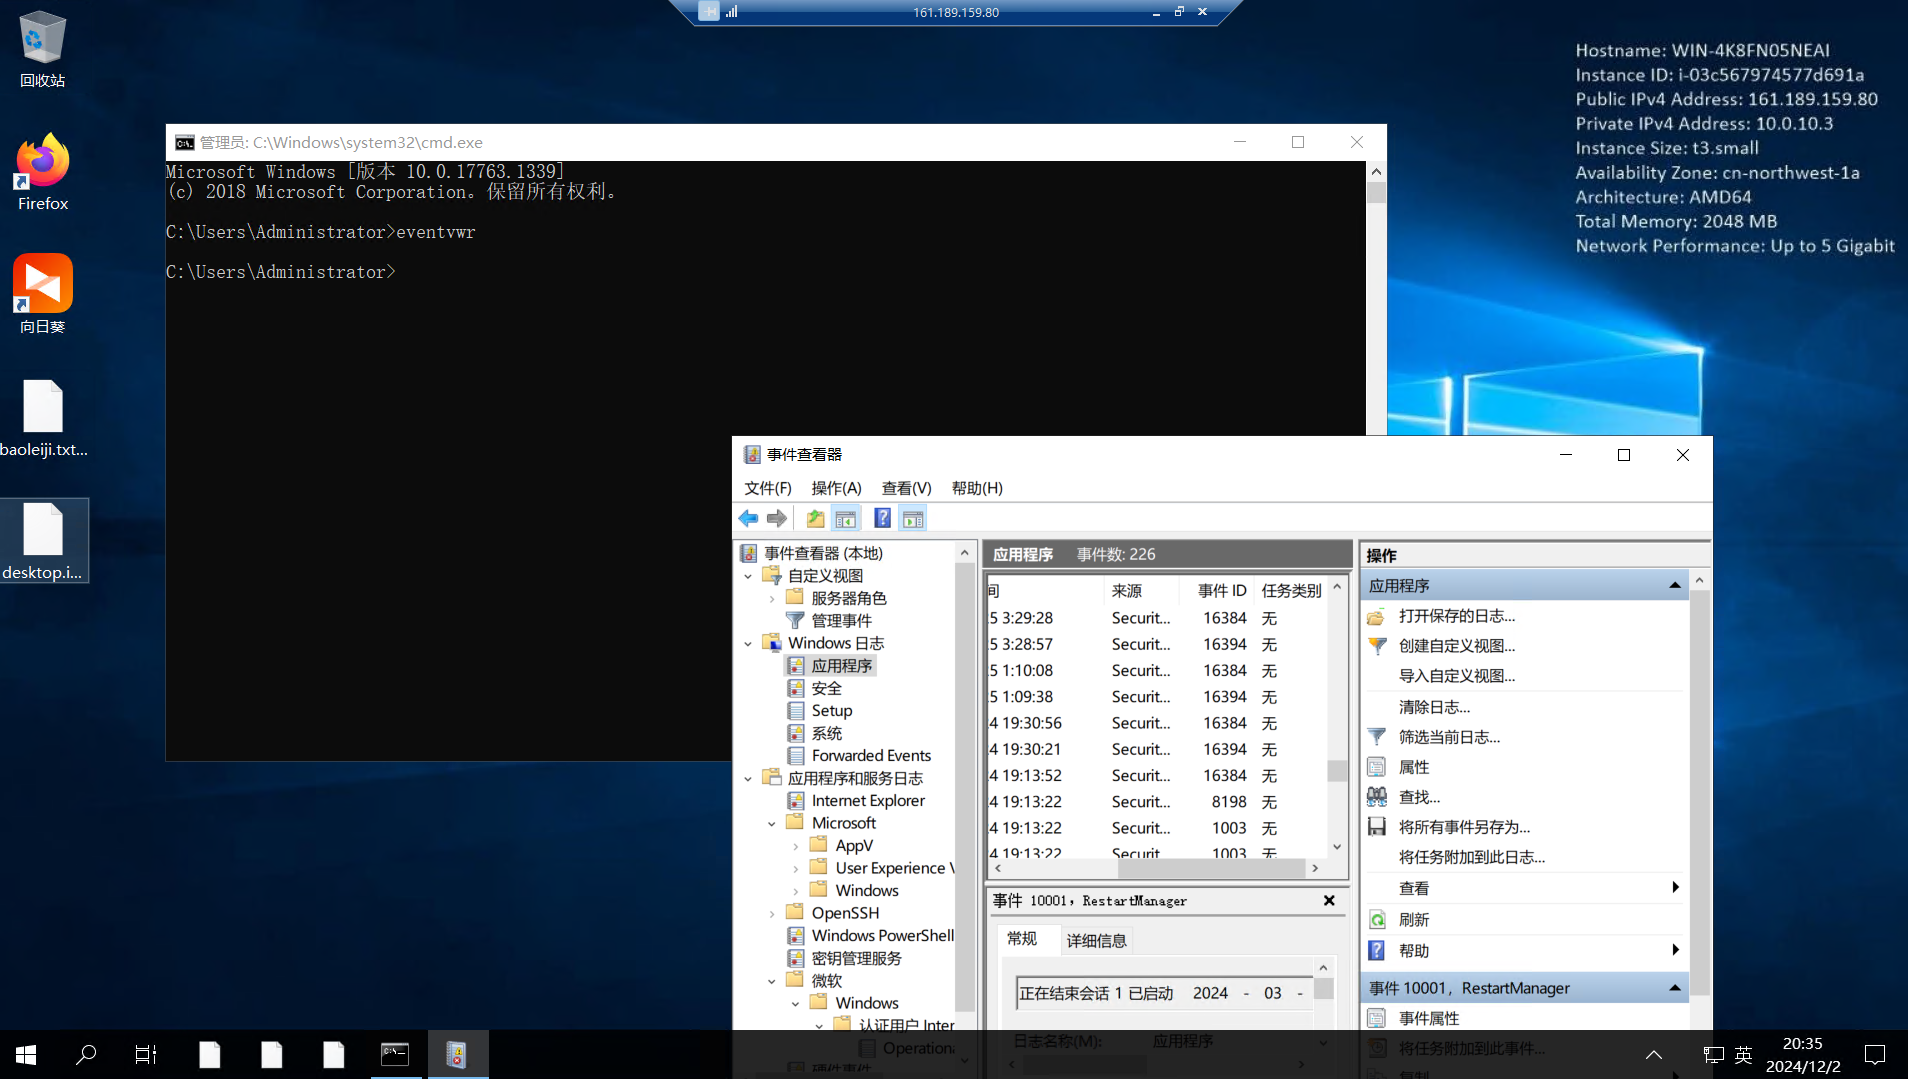 161.189.159.80
回收站
Firefox
向日葵
baoleiji.txt...
desktop.i...
Hostname: WIN-4K8FN05NEAI
Instance ID: i-03c567974577d691a
Public IPv4 Address: 161.189.159.80
Private IPv4 Address: 10.0.10.3
Instance Size: t3.small
Availability Zone: cn-northwest-1a
Architecture: AMD64
Total Memory: 2048 MB
Network Performance: Up to 5 Gigabit
管理员: C:\Windows\system32\cmd.exe
Microsoft Windows [版本 10.0.17763.1339]
(c) 2018 Microsoft Corporation。保留所有权利。
C:\Users\Administrator>eventvwr
C:\Users\Administrator>
事件查看器
文件(F) 操作(A) 查看(V) 帮助(H)
事件查看器 (本地)
自定义视图
服务器角色
管理事件
Windows 日志
应用程序
安全
Setup
系统
Forwarded Events
应用程序和服务日志
Internet Explorer
Microsoft
AppV
User Experience V
Windows
OpenSSH
Windows PowerShell
密钥管理服务
微软
Windows
认证用户 Inter
Operationa
硬件事件
应用程序 事件数: 226
间 来源 事件 ID 任务类别
5 3:29:28 Securit... 16384 无
5 3:28:57 Securit... 16394 无
5 1:10:08 Securit... 16384 无
5 1:09:38 Securit... 16394 无
4 19:30:56 Securit... 16384 无
4 19:30:21 Securit... 16394 无
4 19:13:52 Securit... 16384 无
4 19:13:22 Securit... 8198 无
4 19:13:22 Securit... 1003 无
4 19:13:22 Securit 1003 无
事件 10001，RestartManager
常规 详细信息
正在结束会话 1 已启动 2024 - 03 -
日志名称(M): 应用程序
操作
应用程序
打开保存的日志...
创建自定义视图...
导入自定义视图...
清除日志...
筛选当前日志...
属性
查找...
将所有事件另存为...
将任务附加到此日志...
查看
刷新
帮助
事件 10001，RestartManager
事件属性
将任务附加到此事件...
复制
英
20:35
2024/12/2